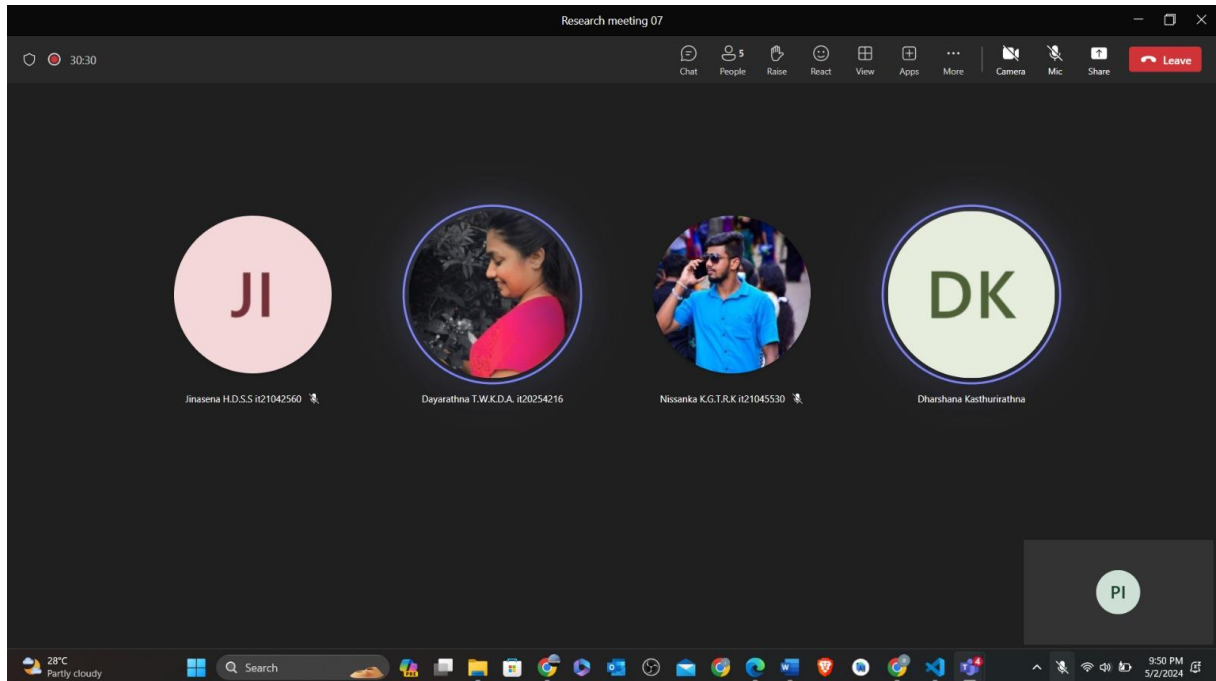 Research meeting 07
30:30
5
Chat People Raise React View Apps More Camera Mic Share Leave
JI
DK
Jinasena H.D.S.S it21042560
Dayarathna T.W.K.D.A. it20254216
Nissanka K.G.T.R.K it21045530
Dharshana Kasthurirathna
PI
28°C
Partly cloudy
Search
PRE
4
9:50 PM
5/2/2024